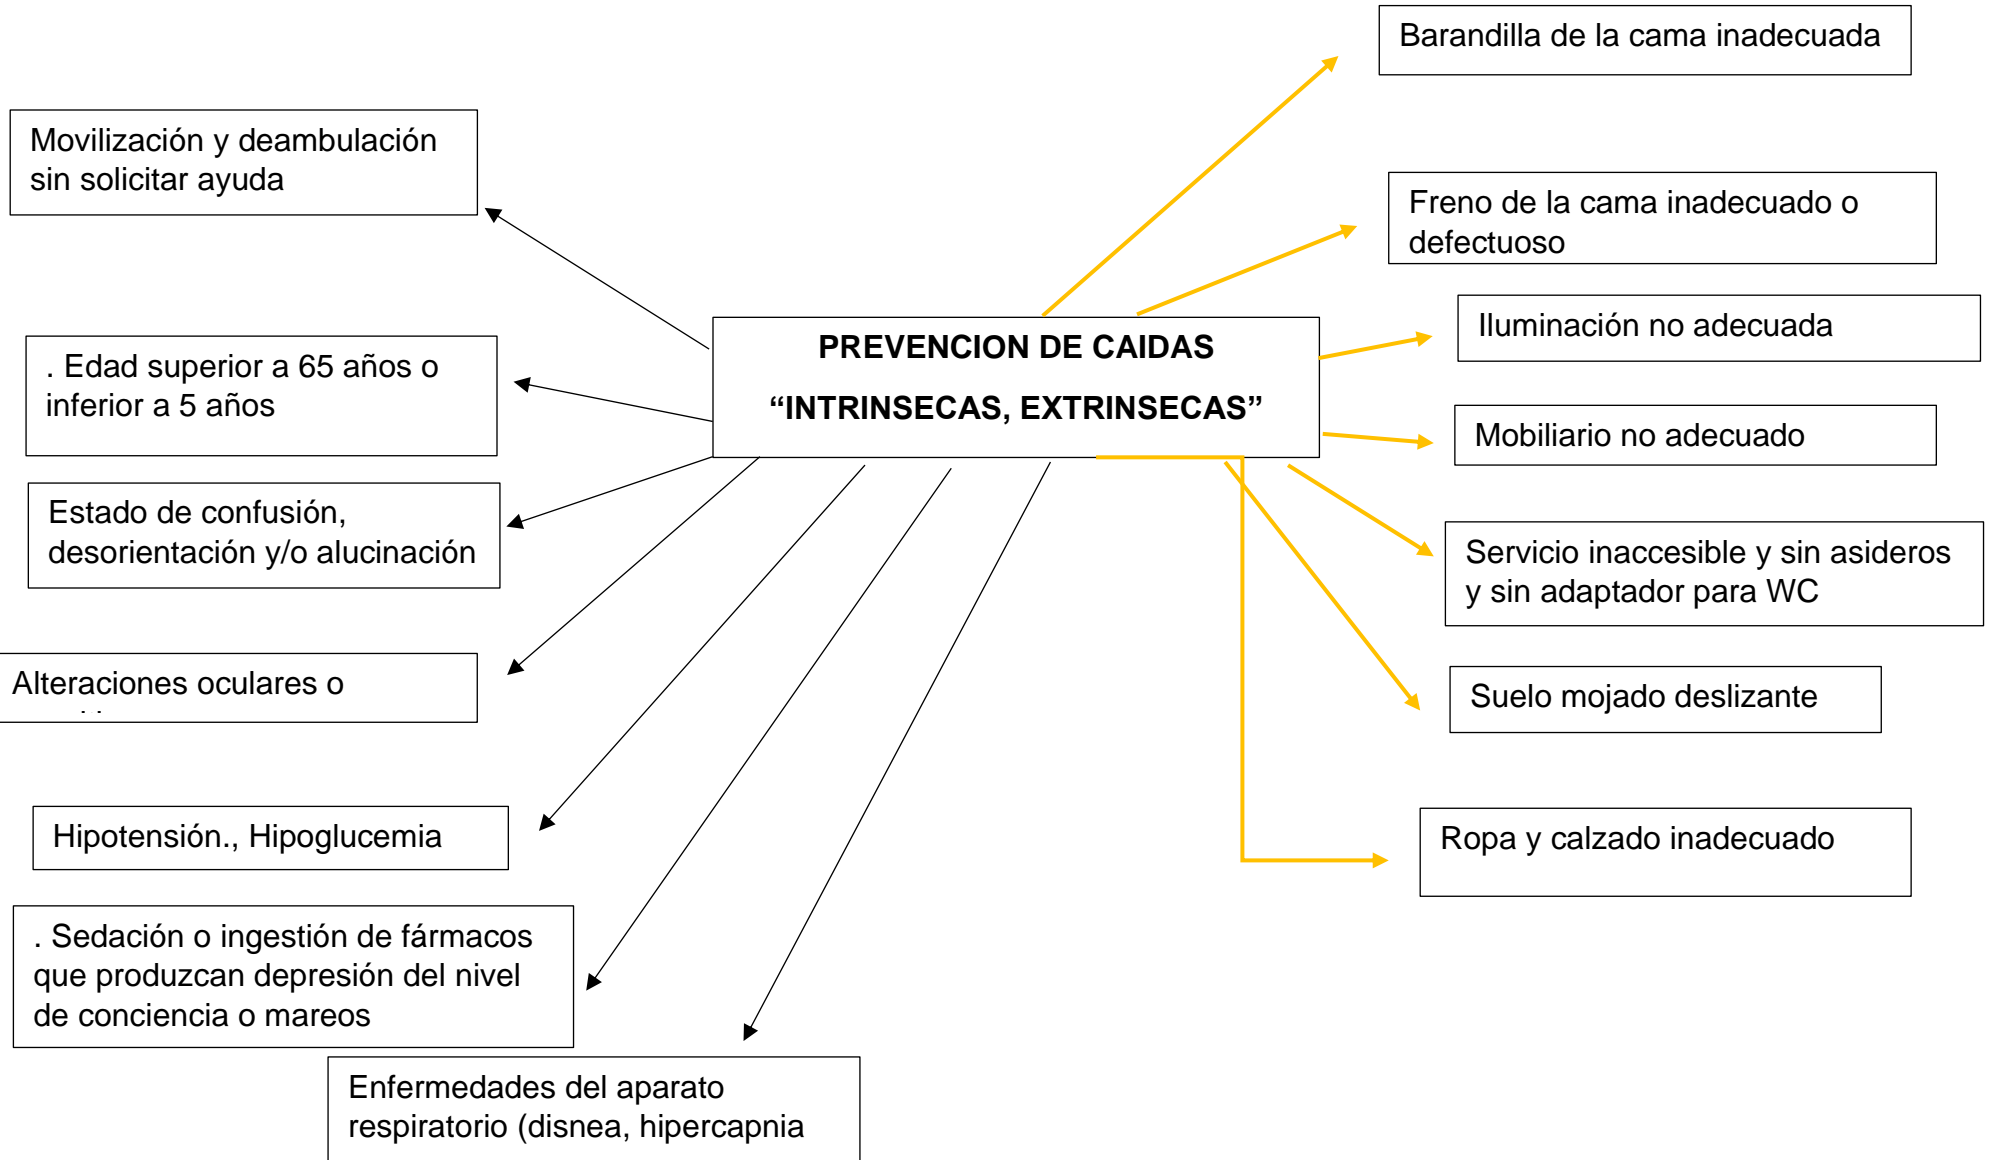 Barandilla de la cama inadecuada
Movilización y deambulación
sin solicitar ayuda
Freno de la cama inadecuado o
defectuoso
Iluminación no adecuada
PREVENCION DE CAIDAS
“INTRINSECAS, EXTRINSECAS”
. Edad superior a 65 años o
inferior a 5 años
Mobiliario no adecuado
Estado de confusión,
desorientación y/o alucinación
Servicio inaccesible y sin asideros
y sin adaptador para WC
Alteraciones oculares o
Suelo mojado deslizante
Hipotensión., Hipoglucemia
Ropa y calzado inadecuado
. Sedación o ingestión de fármacos
que produzcan depresión del nivel
de conciencia o mareos
Enfermedades del aparato
respiratorio (disnea, hipercapnia